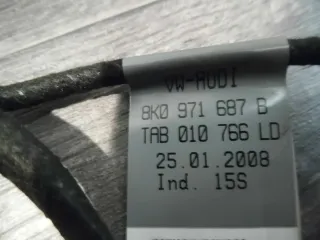 VW-AUDI
8K0 971 687 B
TAB 010 766 LD
25.01.2008
Ind. 15S